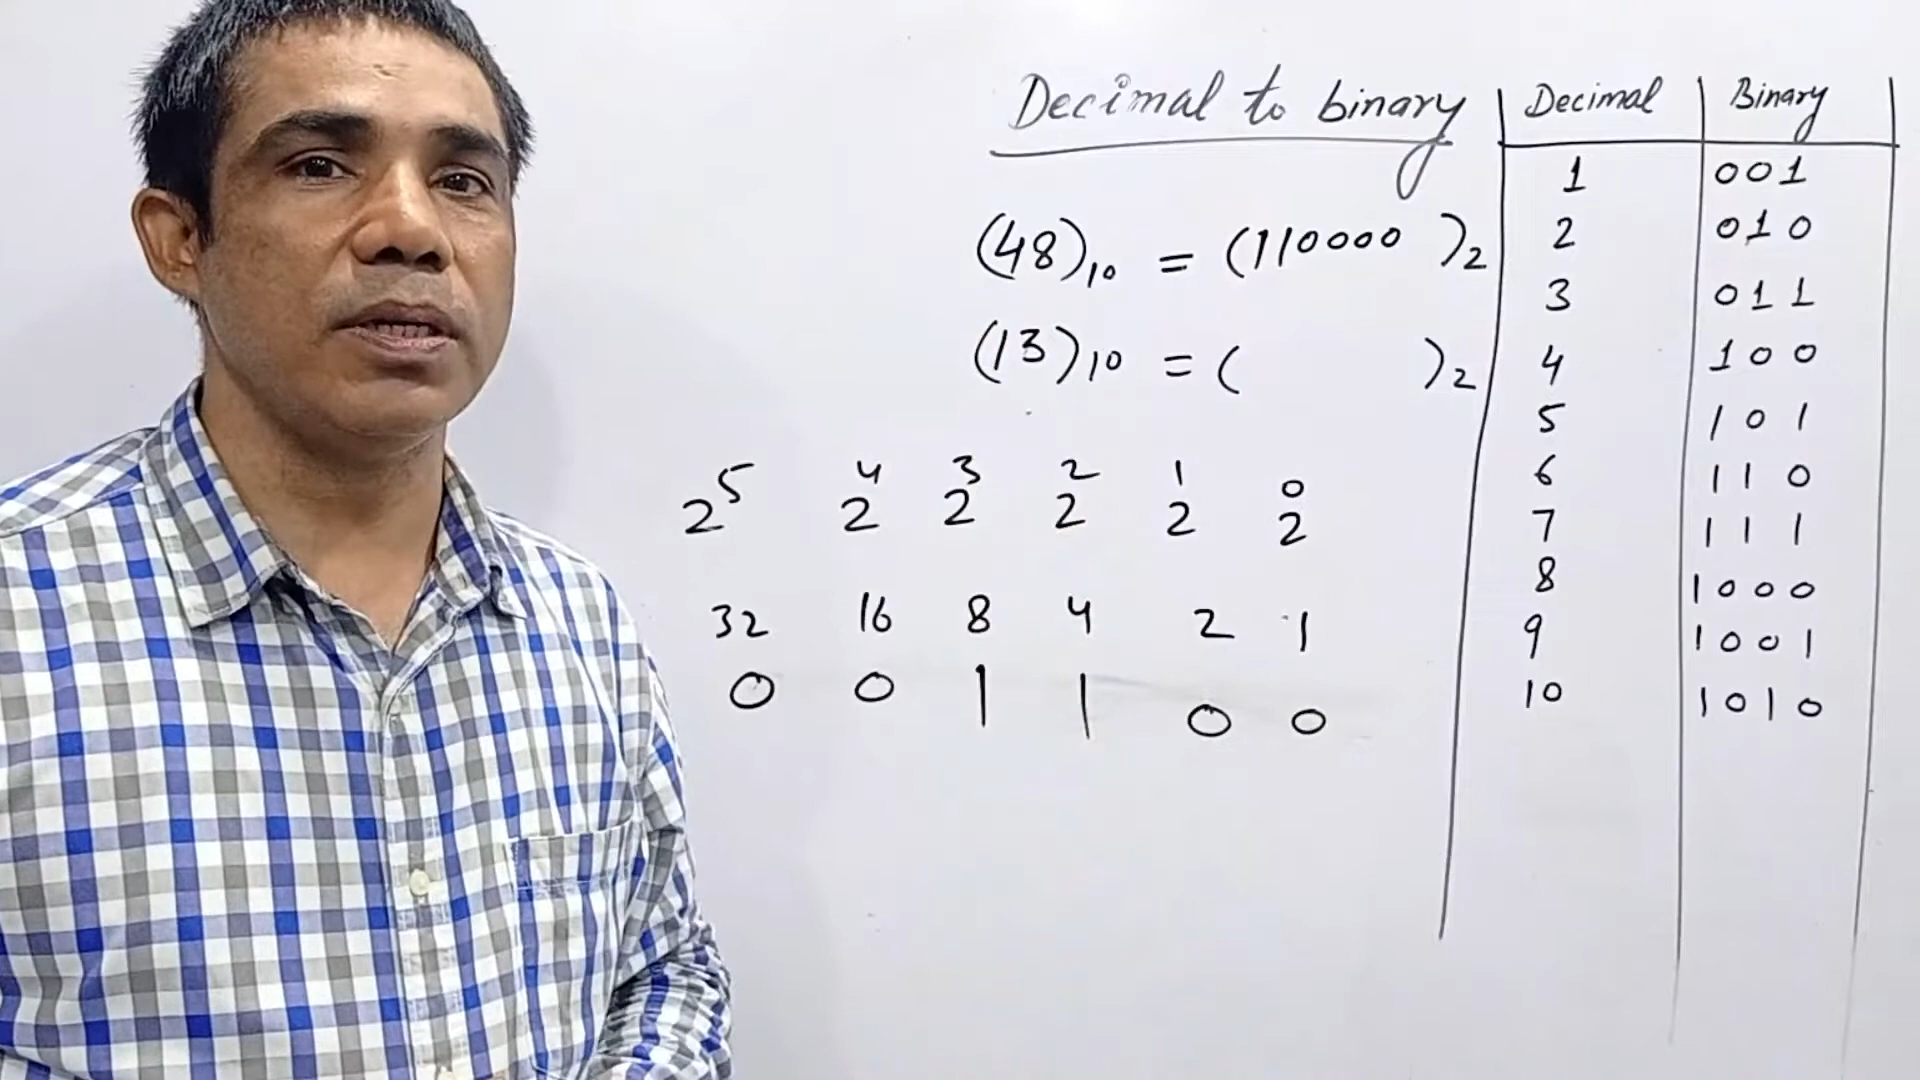 Decimal to binary
(48)10 = (110000 )2
(13)10 = ( )2
2^5 2^4 2^3 2^2 2^1 2^0
32 16 8 4 2 1
0 0 1 1 0 0
Decimal Binary
1 001
2 010
3 011
4 100
5 101
6 110
7 111
8 1000
9 1001
10 1010